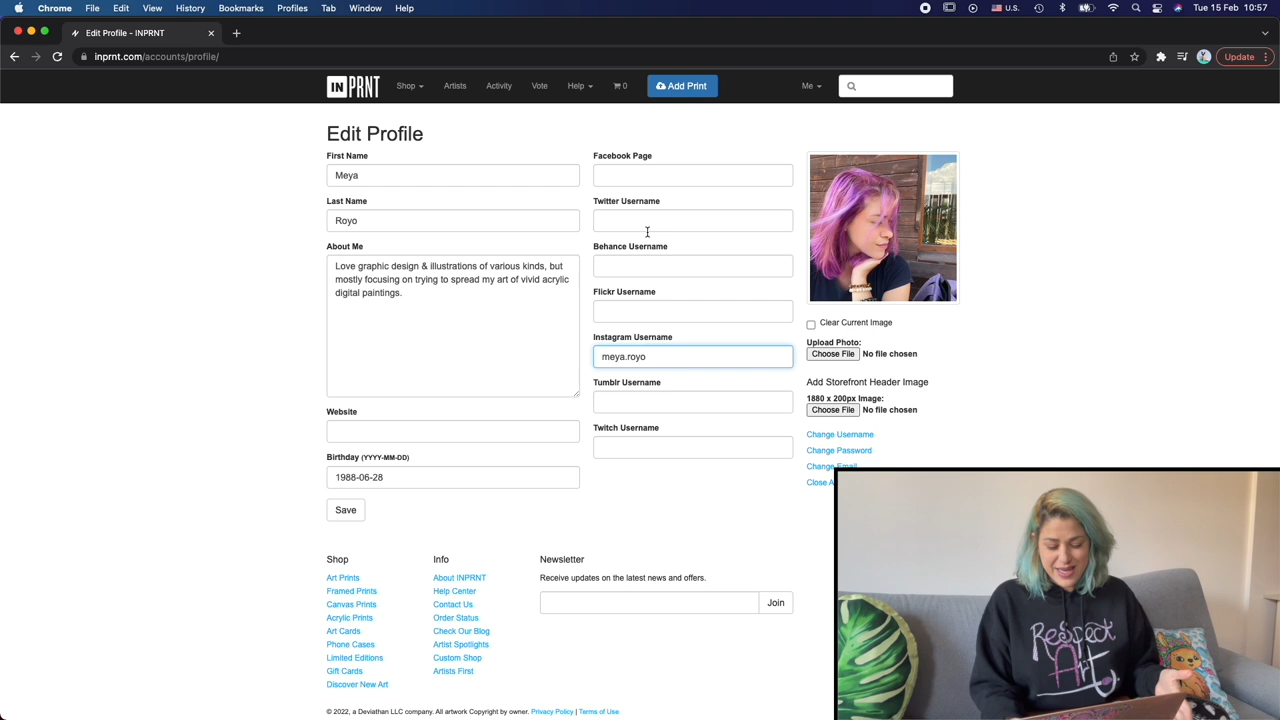 Chrome File Edit View History Bookmarks Profiles Tab Window Help
U.S.
Tue 15 Feb 10:57
Edit Profile – INPRNT
inprnt.com/accounts/profile/
Update
INPRNT
Shop
Artists
Activity
Vote
Help
0
Add Print
Me
Edit Profile
First Name
Meya
Last Name
Royo
About Me
Love graphic design & illustrations of various kinds, but
mostly focusing on trying to spread my art of vivid acrylic
digital paintings.
Website
Birthday (YYYY-MM-DD)
1988-06-28
Save
Facebook Page
Twitter Username
Behance Username
Flickr Username
Instagram Username
meya.royo
Tumblr Username
Twitch Username
Clear Current Image
Upload Photo:
Choose File No file chosen
Add Storefront Header Image
1880 x 200px Image:
Choose File No file chosen
Change Username
Change Password
Change Email
Close A
Shop
Art Prints
Framed Prints
Canvas Prints
Acrylic Prints
Art Cards
Phone Cases
Limited Editions
Gift Cards
Discover New Art
Info
About INPRNT
Help Center
Contact Us
Order Status
Check Our Blog
Artist Spotlights
Custom Shop
Artists First
Newsletter
Receive updates on the latest news and offers.
Join
© 2022, a Deviathan LLC company. All artwork Copyright by owner. Privacy Policy | Terms of Use
Respect
Art.